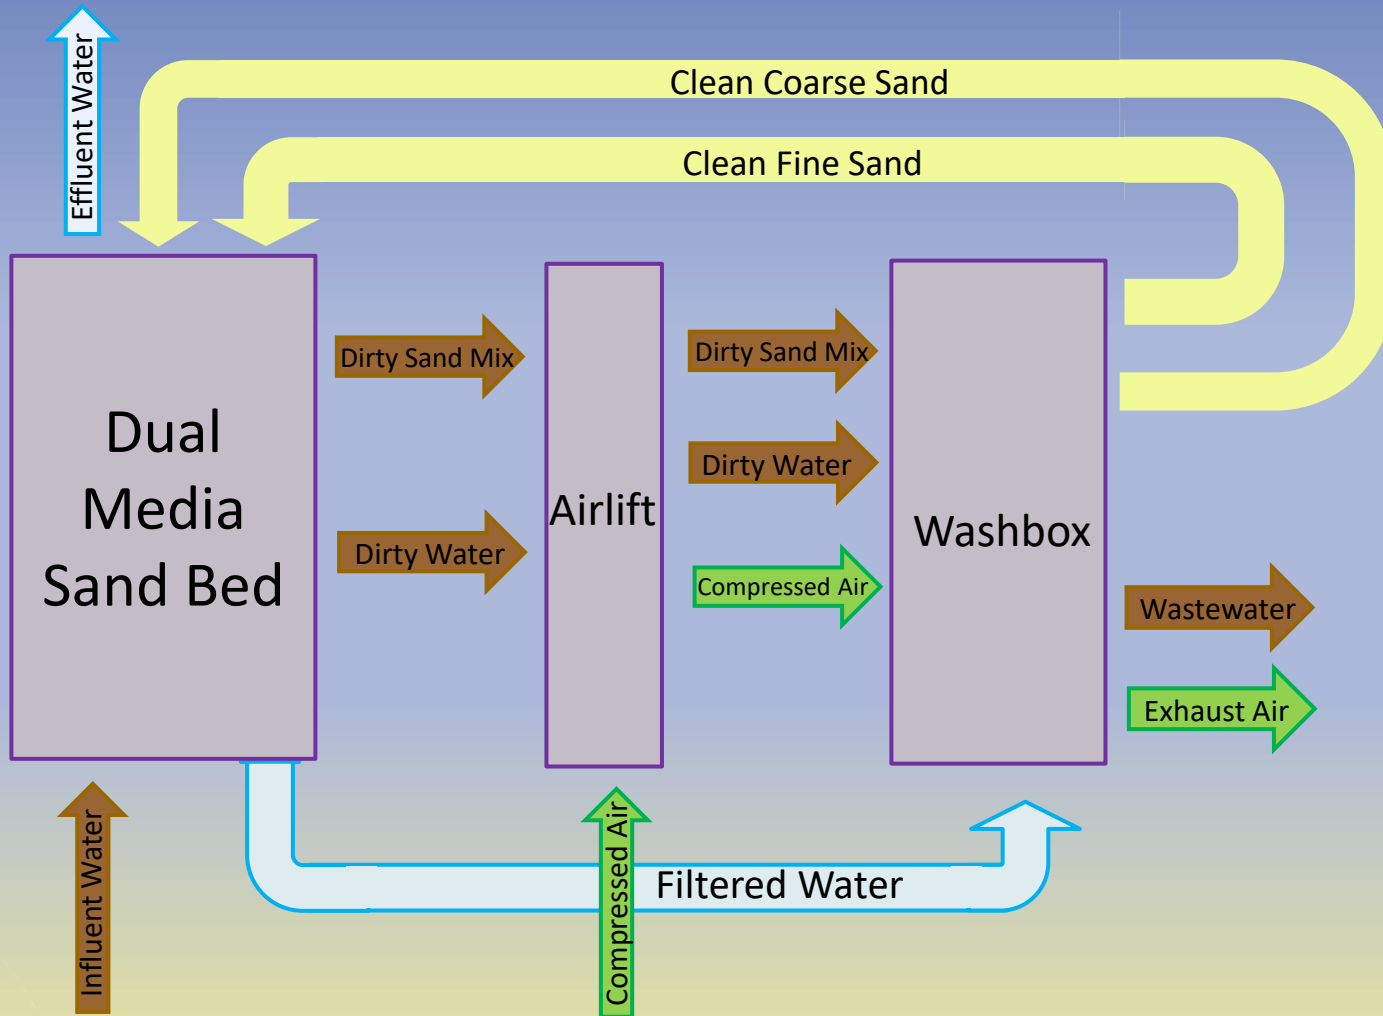 Effluent Water
Clean Coarse Sand
Clean Fine Sand
Dual
Media
Sand Bed
Dirty Sand Mix
Dirty Water
Airlift
Dirty Sand Mix
Dirty Water
Compressed Air
Washbox
Wastewater
Exhaust Air
Influent Water
Compressed Air
Filtered Water